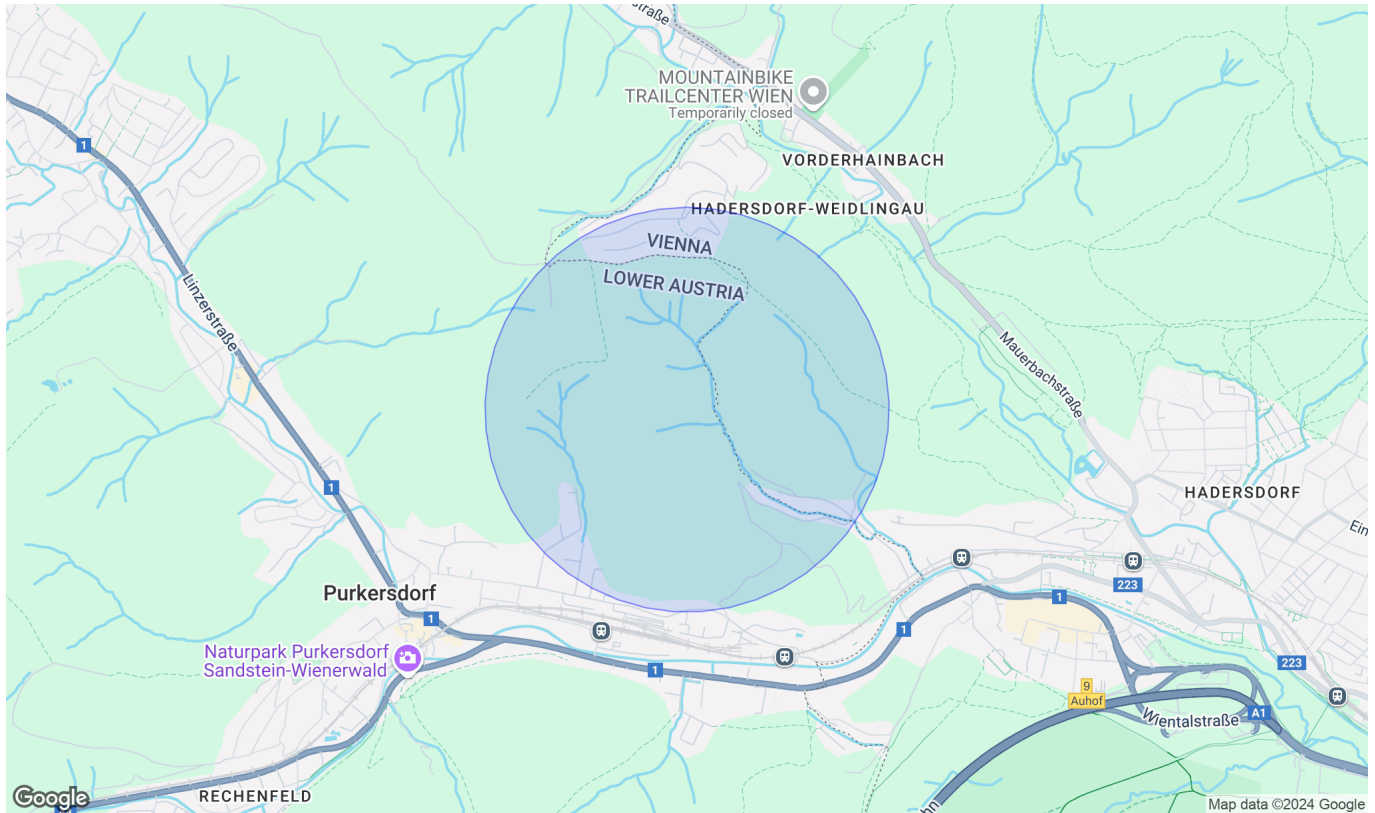 straße
MOUNTAINBIKE
TRAILCENTER WIEN
Temporarily closed
1
VORDERHAINBACH
HADERSDORF-WEIDLINGAU
VIENNA
LOWER AUSTRIA
Linzerstraße
Mauerbachstraße
1
HADERSDORF
Ein
Purkersdorf
223
1
1
1
1
Naturpark Purkersdorf
Sandstein-Wienerwald
223
9
Auhof
Wientalstraße
A1
RECHENFELD
hn
Google
Map data ©2024 Google